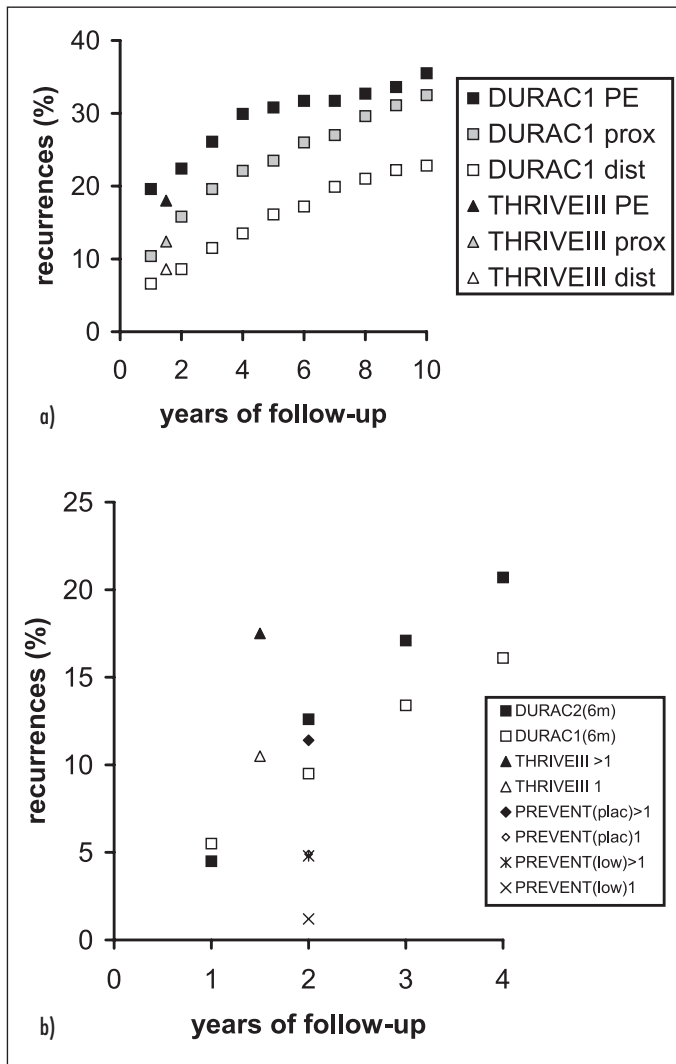 40
30
20
10
0
recurrences (%)
0 2 4 6 8 10
years of follow-up
DURAC1 PE
DURAC1 prox
DURAC1 dist
THRIVEIII PE
THRIVEIII prox
THRIVEIII dist
a)
25
20
15
10
5
0
recurrences (%)
0 1 2 3 4
years of follow-up
DURAC2(6m)
DURAC1(6m)
THRIVEIII >1
THRIVEIII 1
PREVENT(plac)>1
PREVENT(plac)1
PREVENT(low)>1
PREVENT(low)1
b)